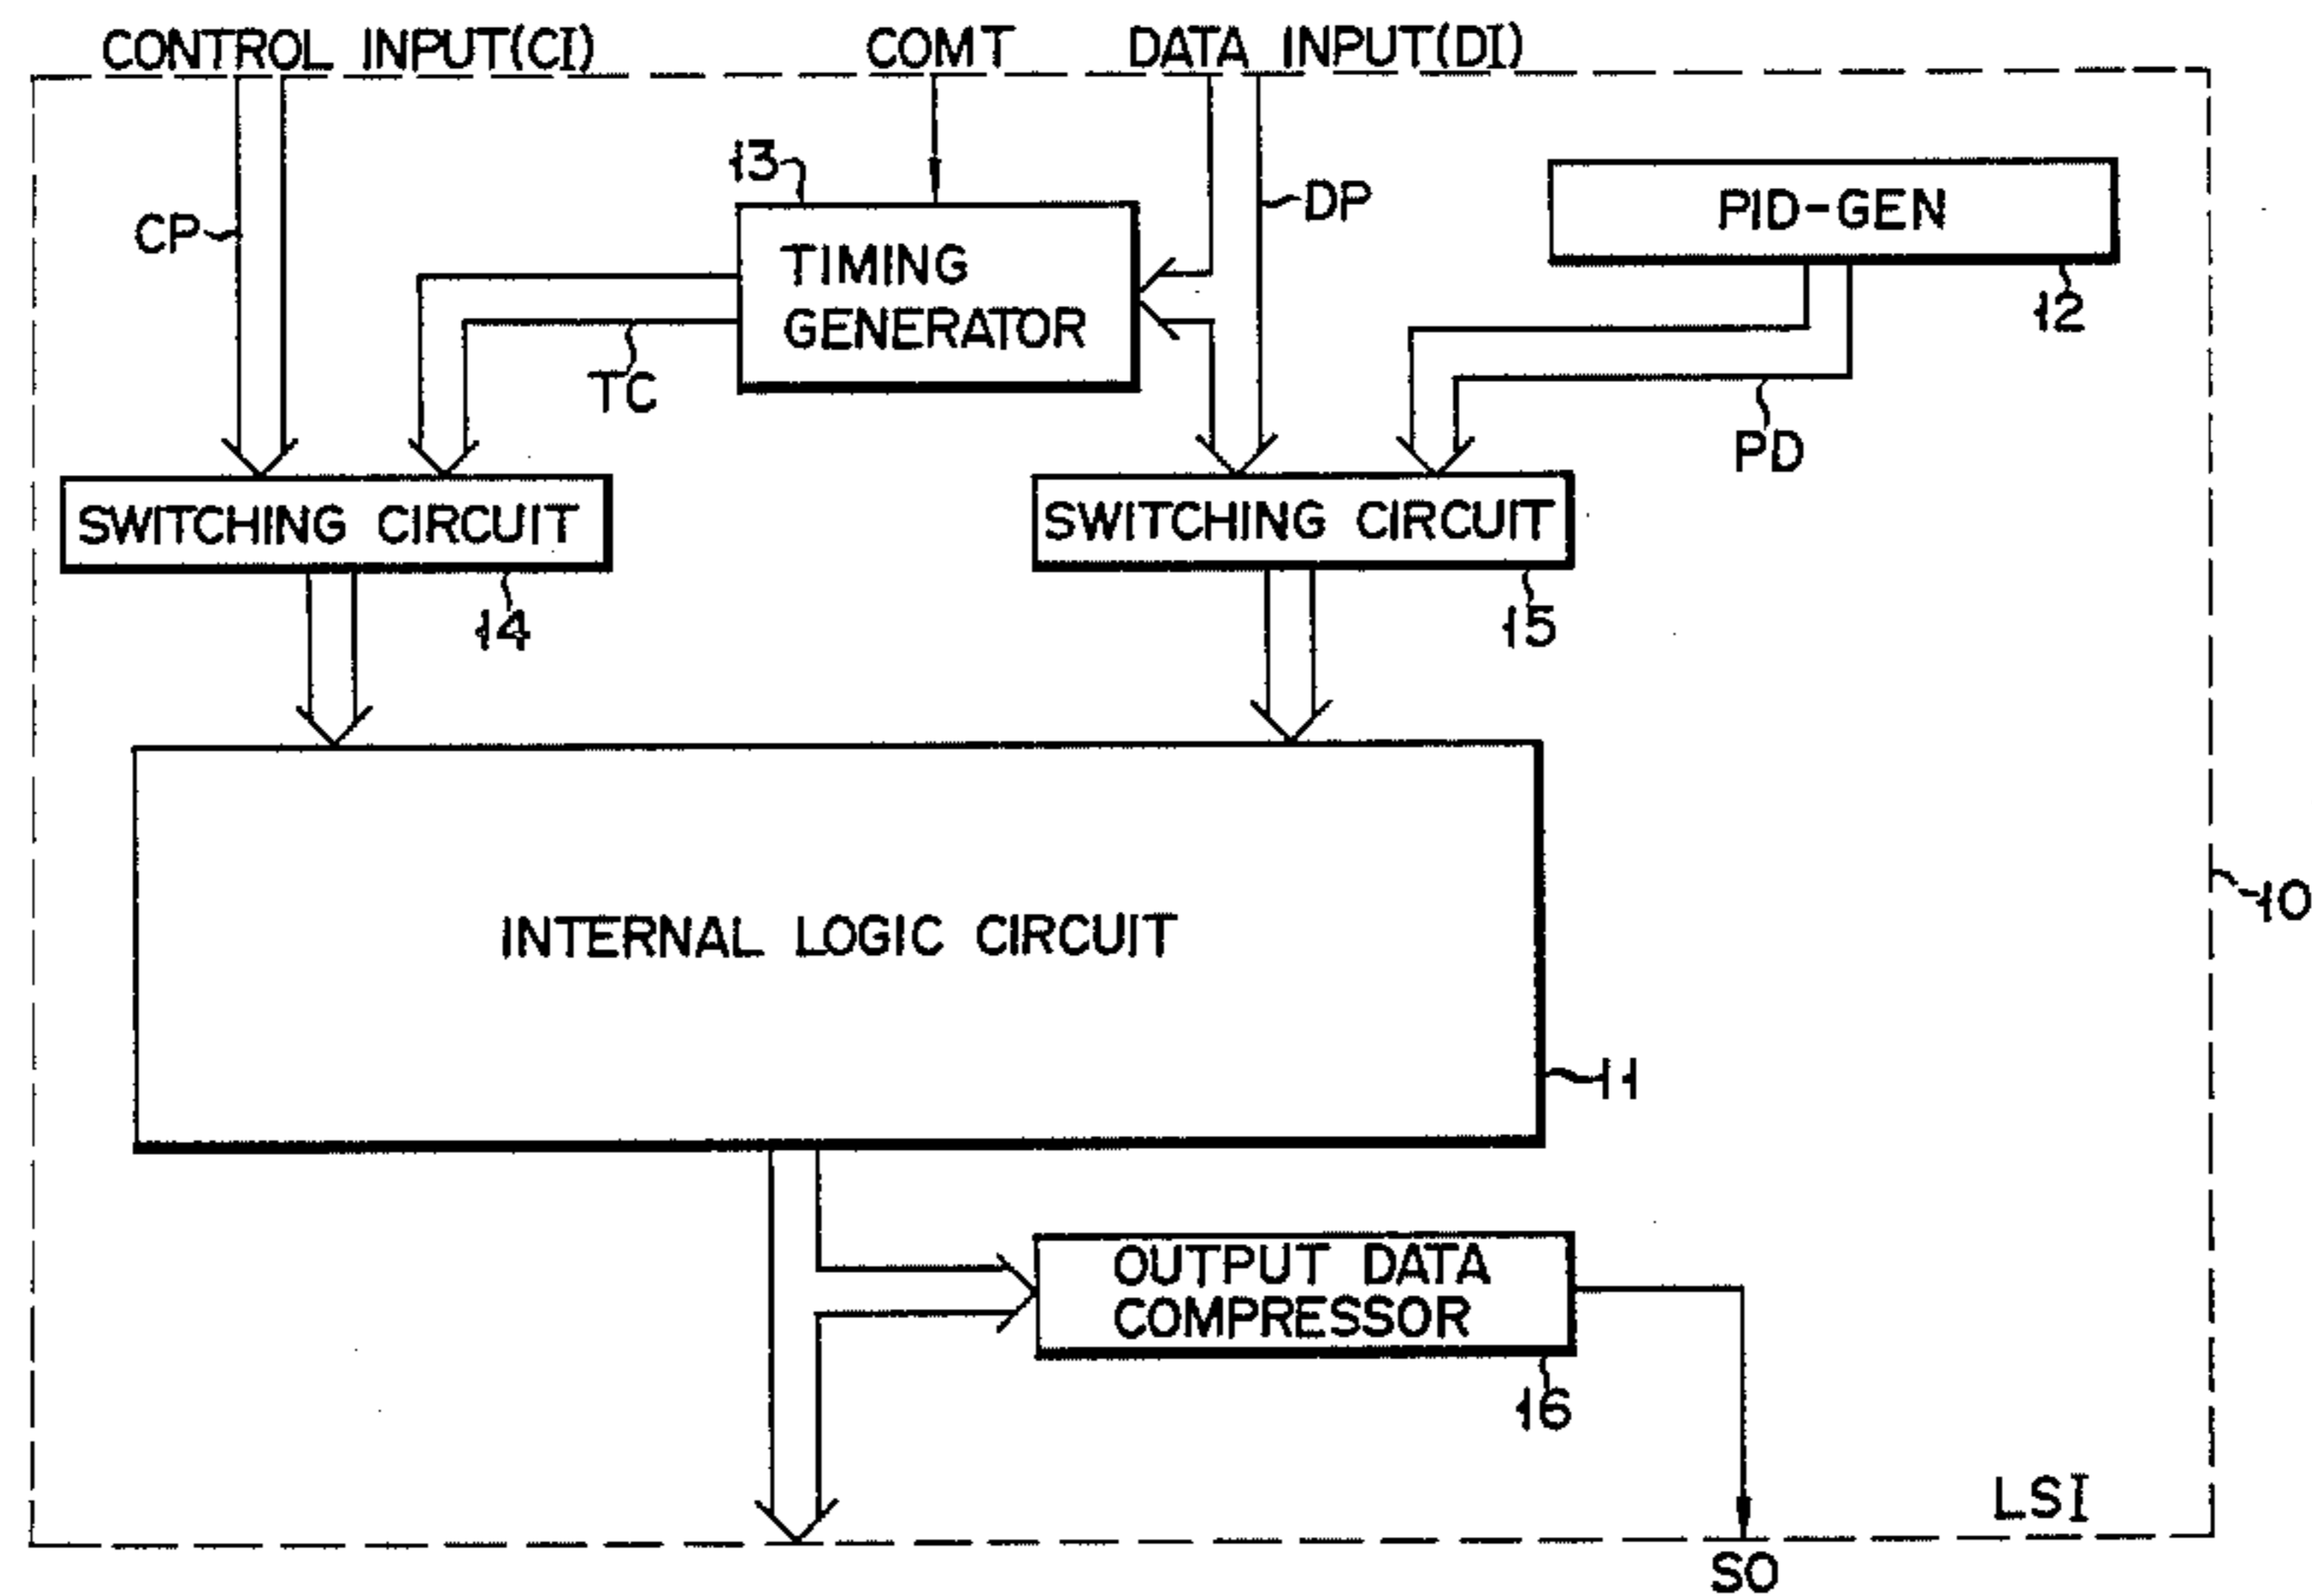 CONTROL INPUT(CI)
COMT
DATA INPUT(DI)
13
DP
CP
PID-GEN
TIMING
GENERATOR
12
TC
PD
SWITCHING CIRCUIT
SWITCHING CIRCUIT
14
15
INTERNAL LOGIC CIRCUIT
10
11
OUTPUT DATA
COMPRESSOR
16
LSI
SO